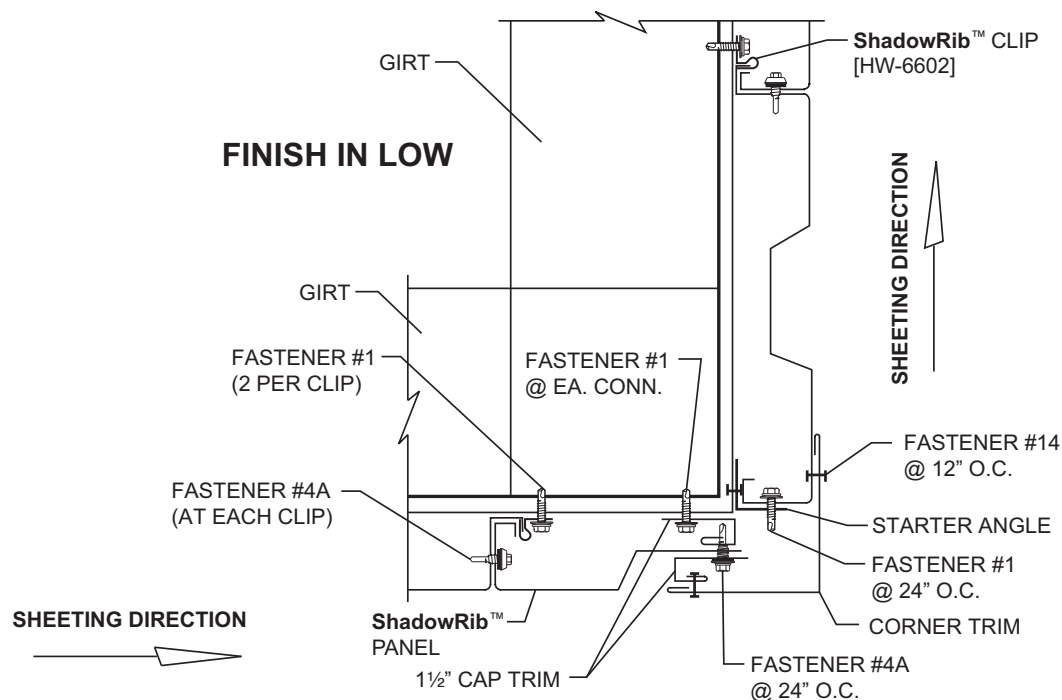 ShadowRib™ CLIP
[HW-6602]
GIRT
FINISH IN LOW
SHEETING DIRECTION
GIRT
FASTENER #1
(2 PER CLIP)
FASTENER #1
@ EA. CONN.
FASTENER #14
@ 12” O.C.
FASTENER #4A
(AT EACH CLIP)
STARTER ANGLE
FASTENER #1
@ 24” O.C.
SHEETING DIRECTION
ShadowRib™
PANEL
CORNER TRIM
1½” CAP TRIM
FASTENER #4A
@ 24” O.C.